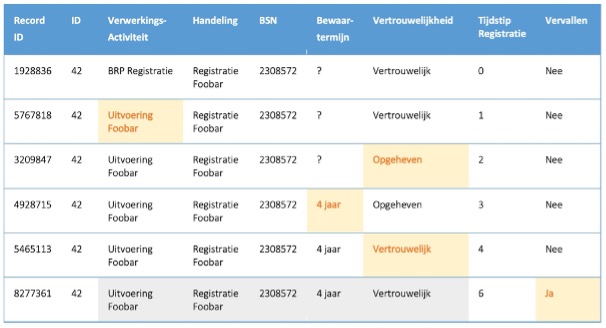 Record ID | ID | Verwerkings-Activiteit | Handeling | BSN | Bewaar-termijn | Vertrouwelijkheid | Tijdstip Registratie | Vervallen
1928836 | 42 | BRP Registratie | Registratie Foobar | 2308572 | ? | Vertrouwelijk | 0 | Nee
5767818 | 42 | Uitvoering Foobar | Registratie Foobar | 2308572 | ? | Vertrouwelijk | 1 | Nee
3209847 | 42 | Uitvoering Foobar | Registratie Foobar | 2308572 | ? | Opgeheven | 2 | Nee
4928715 | 42 | Uitvoering Foobar | Registratie Foobar | 2308572 | 4 jaar | Opgeheven | 3 | Nee
5465113 | 42 | Uitvoering Foobar | Registratie Foobar | 2308572 | 4 jaar | Vertrouwelijk | 4 | Nee
8277361 | 42 | Uitvoering Foobar | Registratie Foobar | 2308572 | 4 jaar | Vertrouwelijk | 6 | Ja